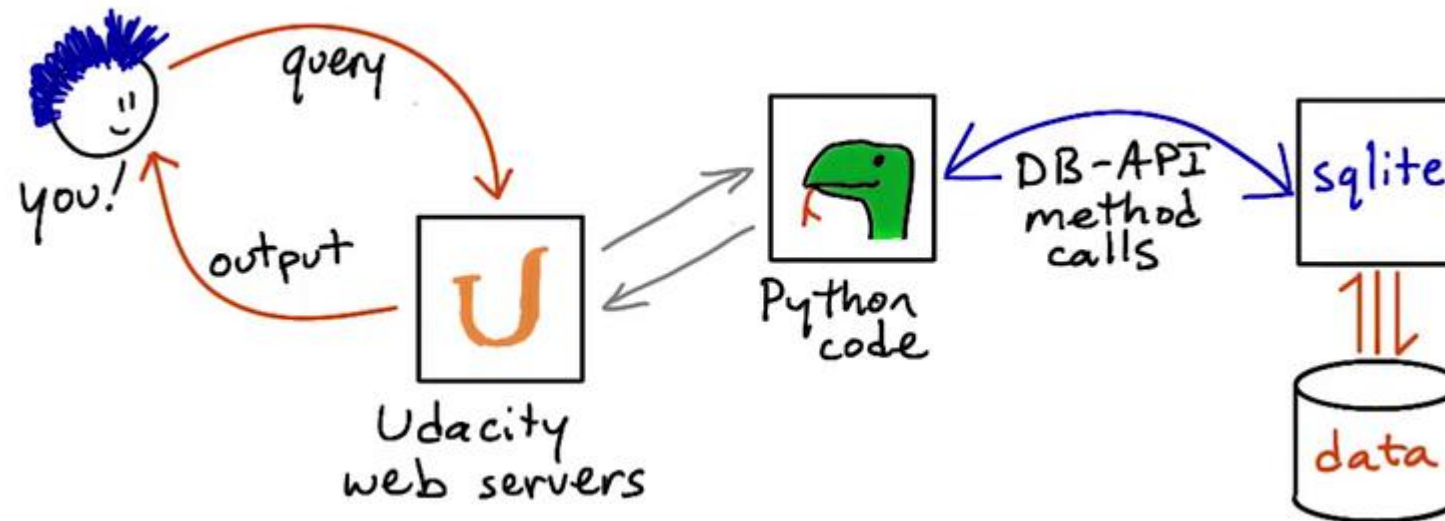 query
you!
output
U
Udacity
web servers
Python
code
DB-API
method
calls
sqlite
data